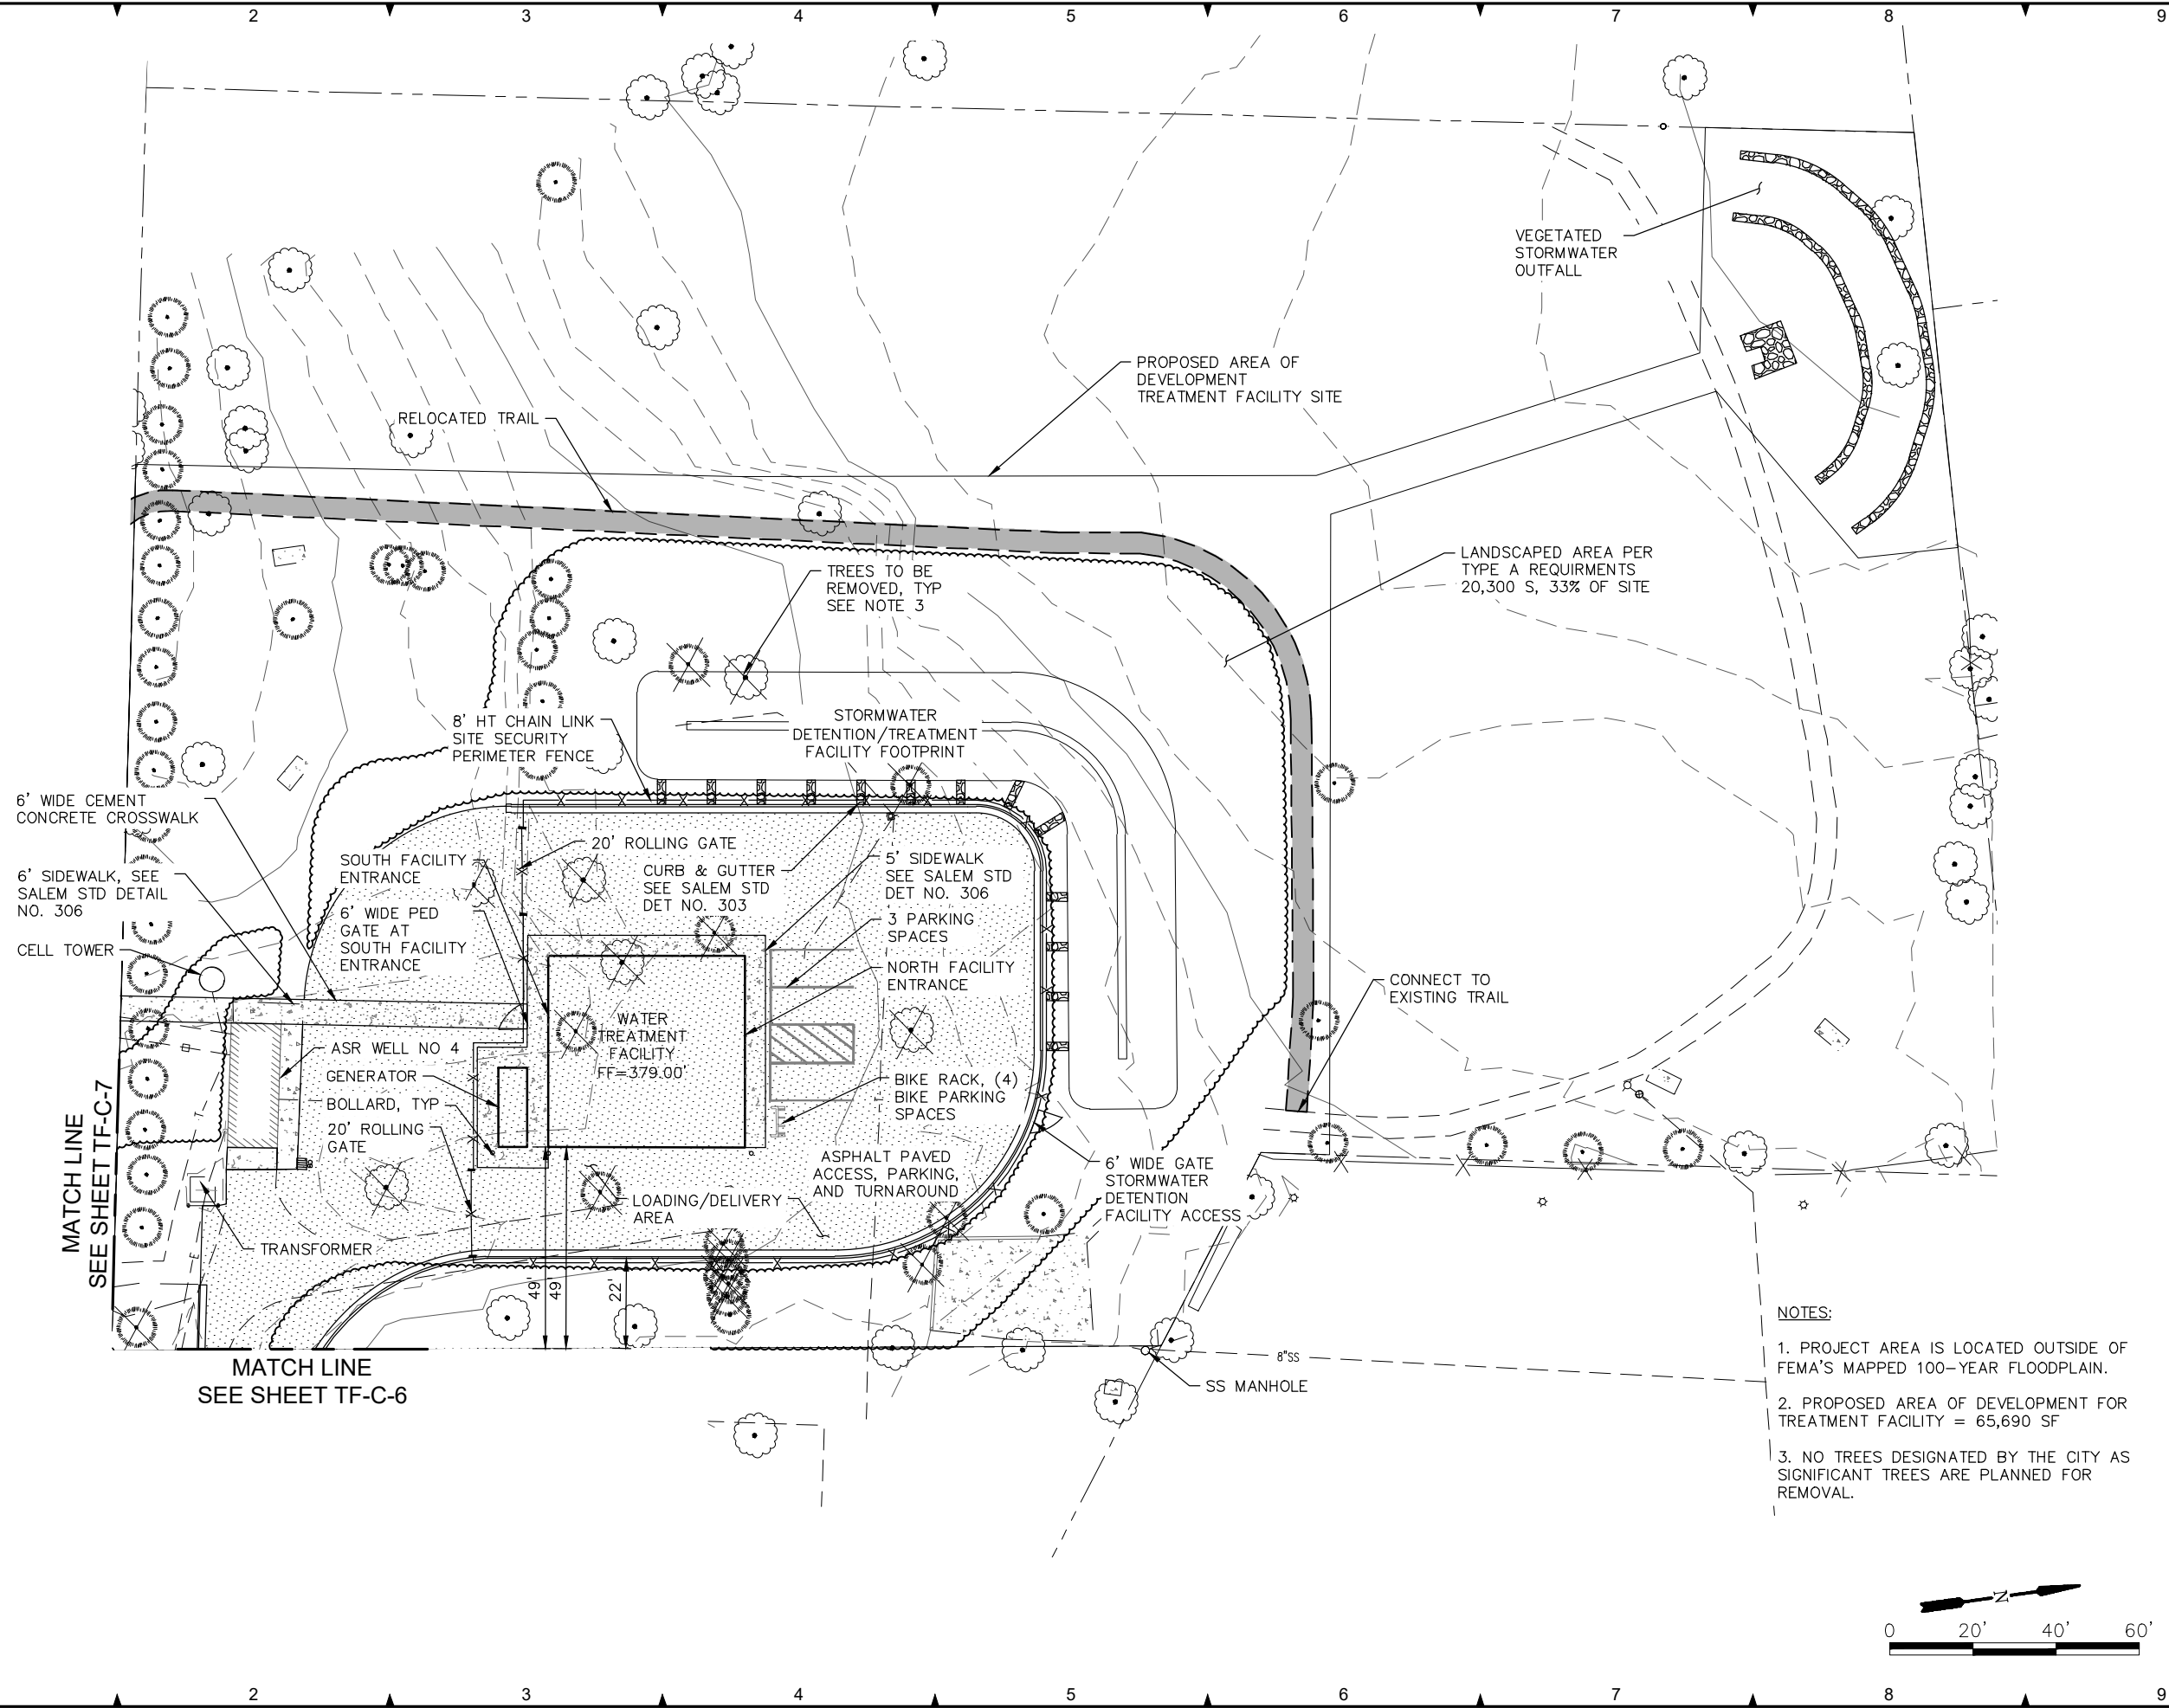 2 3 4 5 6 7 8 9
VEGETATED
STORMWATER
OUTFALL
PROPOSED AREA OF
DEVELOPMENT
TREATMENT FACILITY SITE
RELOCATED TRAIL
LANDSCAPED AREA PER
TYPE A REQUIRMENTS
20,300 S, 33% OF SITE
TREES TO BE
REMOVED, TYP
SEE NOTE 3
8' HT CHAIN LINK
SITE SECURITY
PERIMETER FENCE
STORMWATER
DETENTION/TREATMENT
FACILITY FOOTPRINT
6' WIDE CEMENT
CONCRETE CROSSWALK
6' SIDEWALK, SEE
SALEM STD DETAIL
NO. 306
CELL TOWER
SOUTH FACILITY
ENTRANCE
6' WIDE PED
GATE AT
SOUTH FACILITY
ENTRANCE
20' ROLLING GATE
CURB & GUTTER
SEE SALEM STD
DET NO. 303
5' SIDEWALK
SEE SALEM STD
DET NO. 306
3 PARKING
SPACES
NORTH FACILITY
ENTRANCE
CONNECT TO
EXISTING TRAIL
WATER
TREATMENT
FACILITY
FF=379.00'
ASR WELL NO 4
GENERATOR
BOLLARD, TYP
20' ROLLING
GATE
BIKE RACK, (4)
BIKE PARKING
SPACES
ASPHALT PAVED
ACCESS, PARKING,
AND TURNAROUND
LOADING/DELIVERY
AREA
6' WIDE GATE
STORMWATER
DETENTION
FACILITY ACCESS
TRANSFORMER
MATCH LINE
SEE SHEET TF-C-7
49'
49'
22'
MATCH LINE
SEE SHEET TF-C-6
8"SS
SS MANHOLE
NOTES:
1. PROJECT AREA IS LOCATED OUTSIDE OF
FEMA'S MAPPED 100-YEAR FLOODPLAIN.
2. PROPOSED AREA OF DEVELOPMENT FOR
TREATMENT FACILITY = 65,690 SF
3. NO TREES DESIGNATED BY THE CITY AS
SIGNIFICANT TREES ARE PLANNED FOR
REMOVAL.
N
0 20' 40' 60'
2 3 4 5 6 7 8 9